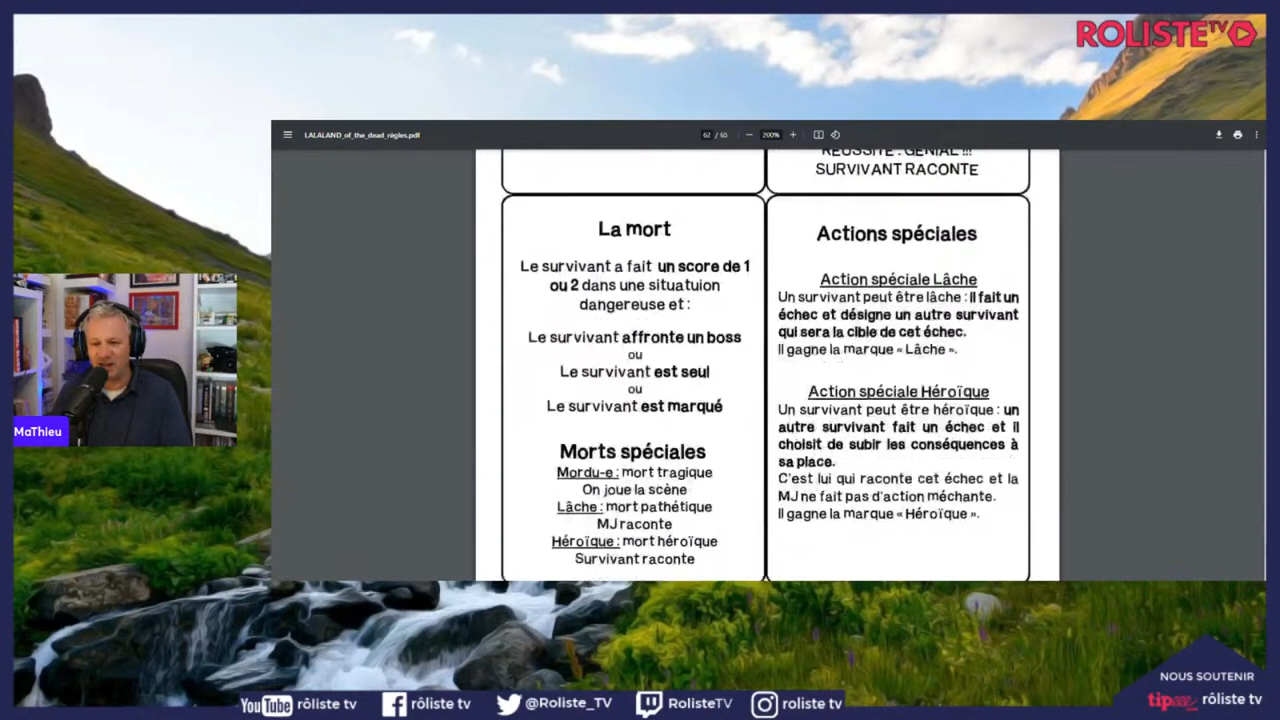 ROLISTE TV
LALALAND_of_the_dead_règles.pdf
62 / 65
200%
RÉUSSITE : GÉNIAL !!!
SURVIVANT RACONTE
La mort
Le survivant a fait un score de 1
ou 2 dans une situatuion
dangereuse et :
Le survivant affronte un boss
ou
Le survivant est seul
ou
Le survivant est marqué
Morts spéciales
Mordu-e : mort tragique
On joue la scène
Lâche : mort pathétique
MJ raconte
Héroïque : mort héroïque
Survivant raconte
Actions spéciales
Action spéciale Lâche
Un survivant peut être lâche : il fait un
échec et désigne un autre survivant
qui sera la cible de cet échec.
Il gagne la marque « Lâche ».
Action spéciale Héroïque
Un survivant peut être héroïque : un
autre survivant fait un échec et il
choisit de subir les conséquences à
sa place.
C'est lui qui raconte cet échec et la
MJ ne fait pas d'action méchante.
Il gagne la marque « Héroïque ».
MaThieu
NOUS SOUTENIR
tipeee rôliste tv
YouTube rôliste tv
rôliste tv
@Roliste_TV
RolisteTV
roliste tv